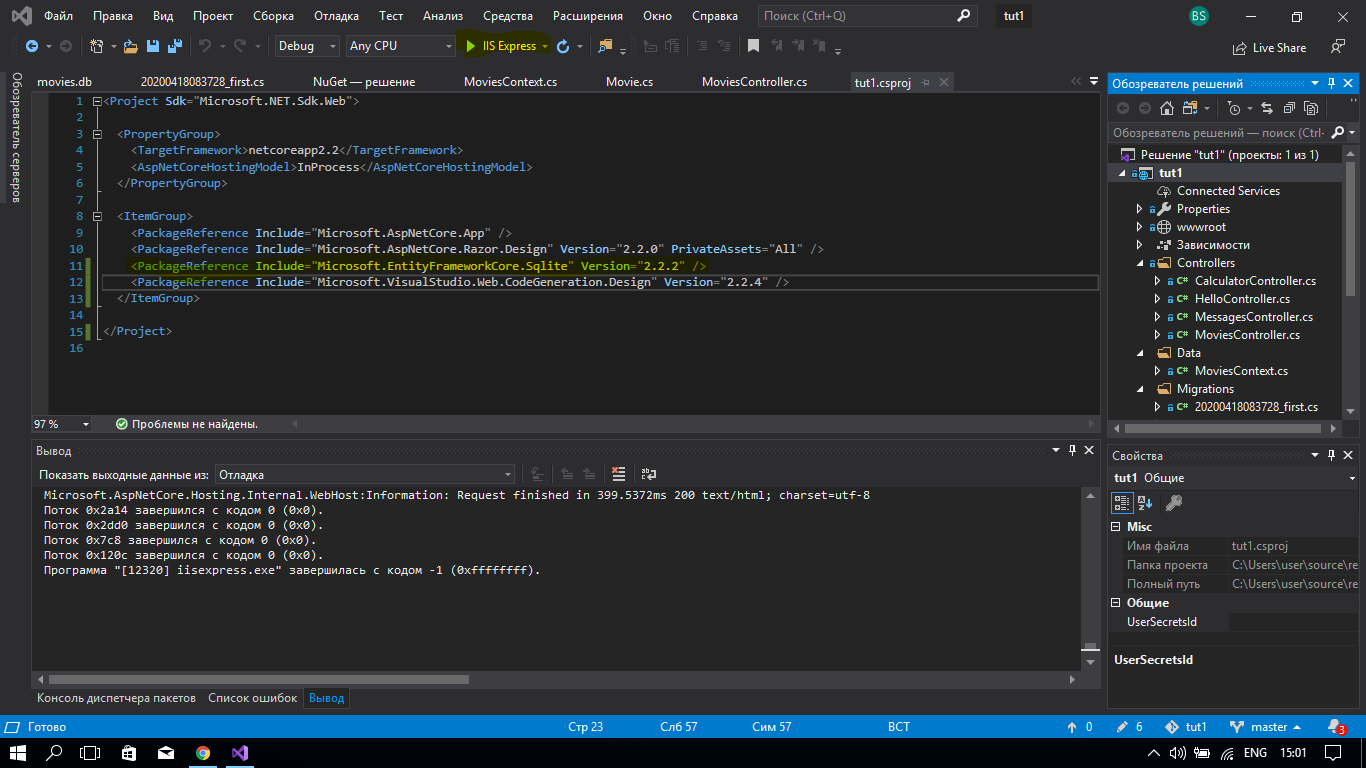 Файл Правка Вид Проект Сборка Отладка Тест Анализ Средства Расширения Окно Справка Поиск (Ctrl+Q) tut1 BS
Debug Any CPU IIS Express Live Share
movies.db 20200418083728_first.cs NuGet — решение MoviesContext.cs Movie.cs MoviesController.cs tut1.csproj
Обозреватель серверов
1 <Project Sdk="Microsoft.NET.Sdk.Web">
2
3 <PropertyGroup>
4 <TargetFramework>netcoreapp2.2</TargetFramework>
5 <AspNetCoreHostingModel>InProcess</AspNetCoreHostingModel>
6 </PropertyGroup>
7
8 <ItemGroup>
9 <PackageReference Include="Microsoft.AspNetCore.App" />
10 <PackageReference Include="Microsoft.AspNetCore.Razor.Design" Version="2.2.0" PrivateAssets="All" />
11 <PackageReference Include="Microsoft.EntityFrameworkCore.Sqlite" Version="2.2.2" />
12 <PackageReference Include="Microsoft.VisualStudio.Web.CodeGeneration.Design" Version="2.2.4" />
13 </ItemGroup>
14
15 </Project>
16
97 % Проблемы не найдены.
Вывод
Показать выходные данные из: Отладка
Microsoft.AspNetCore.Hosting.Internal.WebHost:Information: Request finished in 399.5372ms 200 text/html; charset=utf-8
Поток 0x2a14 завершился с кодом 0 (0x0).
Поток 0x2dd0 завершился с кодом 0 (0x0).
Поток 0x7c8 завершился с кодом 0 (0x0).
Поток 0x120c завершился с кодом 0 (0x0).
Программа "[12320] iisexpress.exe" завершилась с кодом -1 (0xffffffff).
Консоль диспетчера пакетов Список ошибок Вывод
Обозреватель решений
Обозреватель решений — поиск (Ctrl-
Решение "tut1" (проекты: 1 из 1)
tut1
Connected Services
Properties
wwwroot
Зависимости
Controllers
CalculatorController.cs
HelloController.cs
MessagesController.cs
MoviesController.cs
Data
MoviesContext.cs
Migrations
20200418083728_first.cs
Свойства
tut1 Общие
Misc
Имя файла tut1.csproj
Папка проекта C:\Users\user\source\re
Полный путь C:\Users\user\source\re
Общие
UserSecretsId
UserSecretsId
Готово Стр 23 Слб 57 Сим 57 ВСТ 0 6 tut1 master 3
ENG 15:01